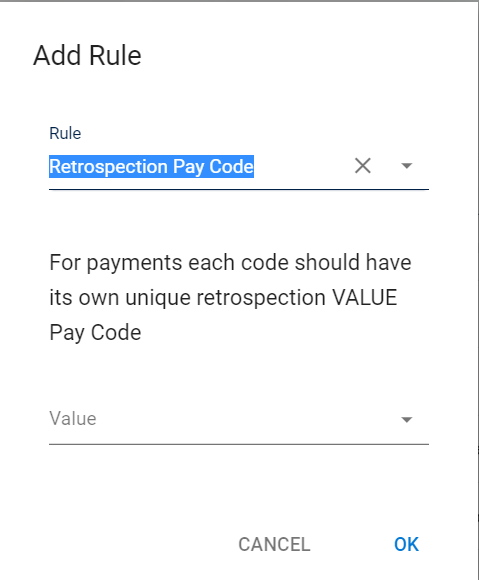 Add Rule
Rule
Retrospection Pay Code
For payments each code should have
its own unique retrospection VALUE
Pay Code
Value
CANCEL OK